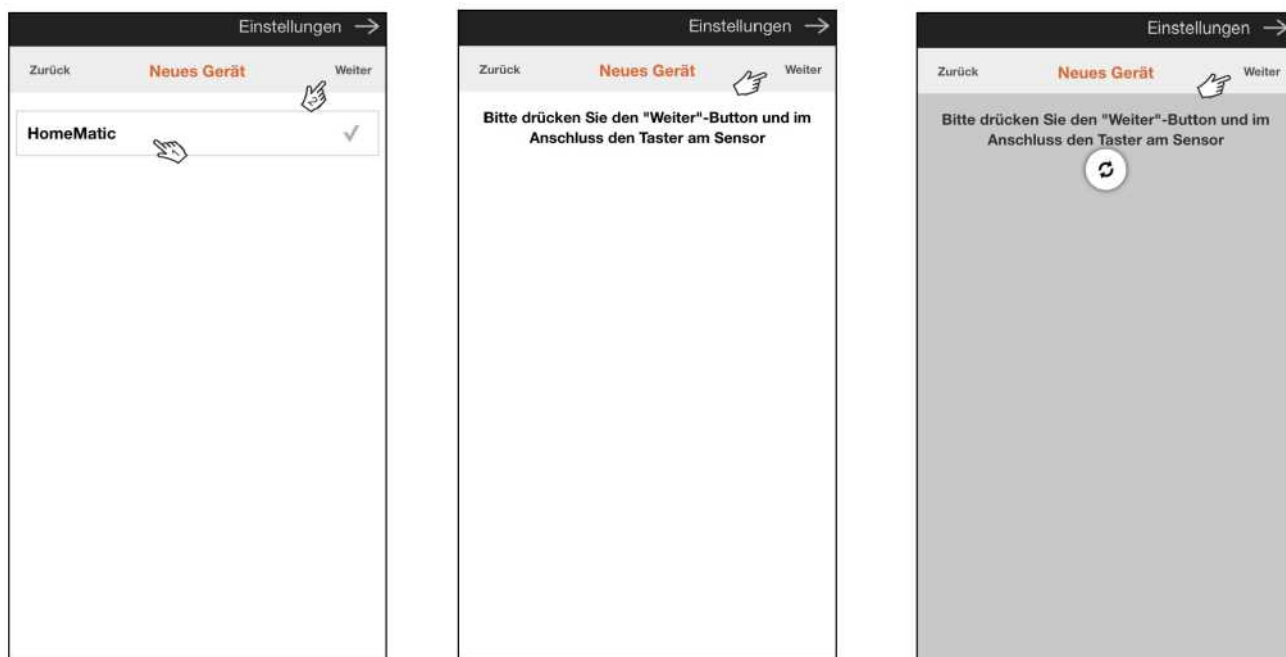 Einstellungen →
Zurück Neues Gerät Weiter
2
HomeMatic ✓
1
Einstellungen →
Zurück Neues Gerät Weiter
Bitte drücken Sie den "Weiter"-Button und im
Anschluss den Taster am Sensor
Einstellungen →
Zurück Neues Gerät Weiter
Bitte drücken Sie den "Weiter"-Button und im
Anschluss den Taster am Sensor